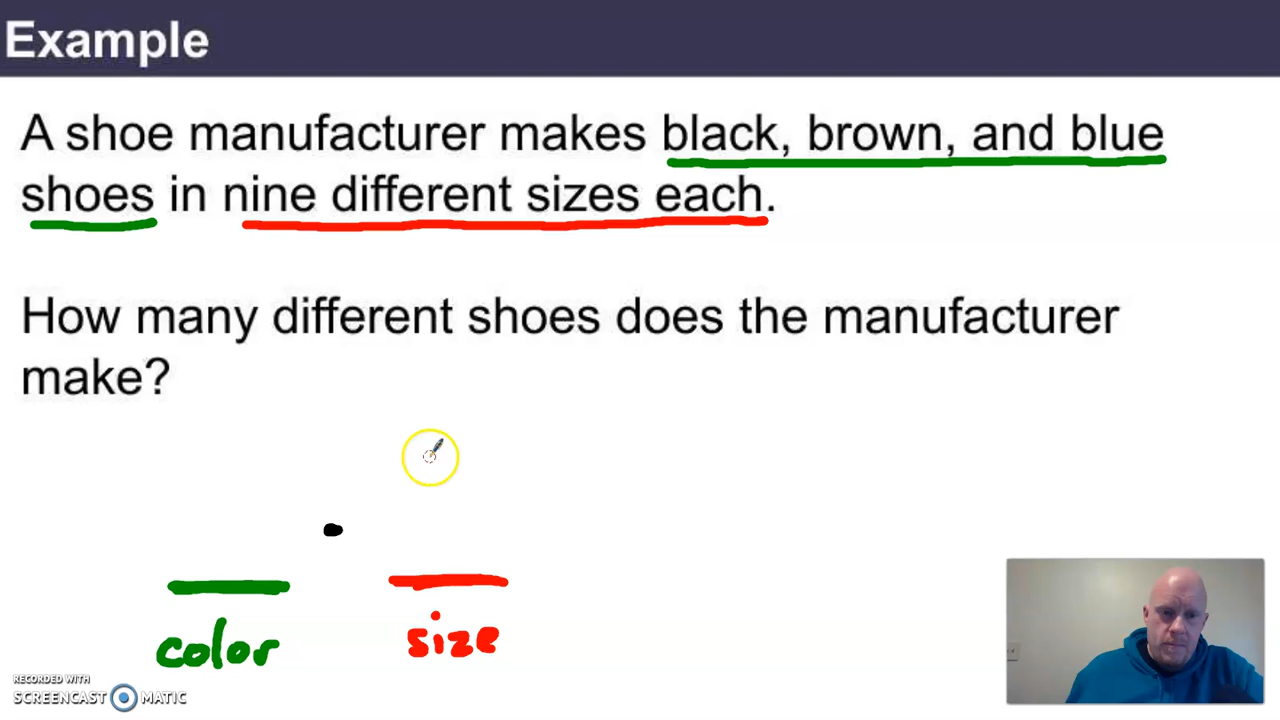 Example
A shoe manufacturer makes black, brown, and blue
shoes in nine different sizes each.
How many different shoes does the manufacturer
make?
color size
RECORDED WITH
SCREENCAST MATIC